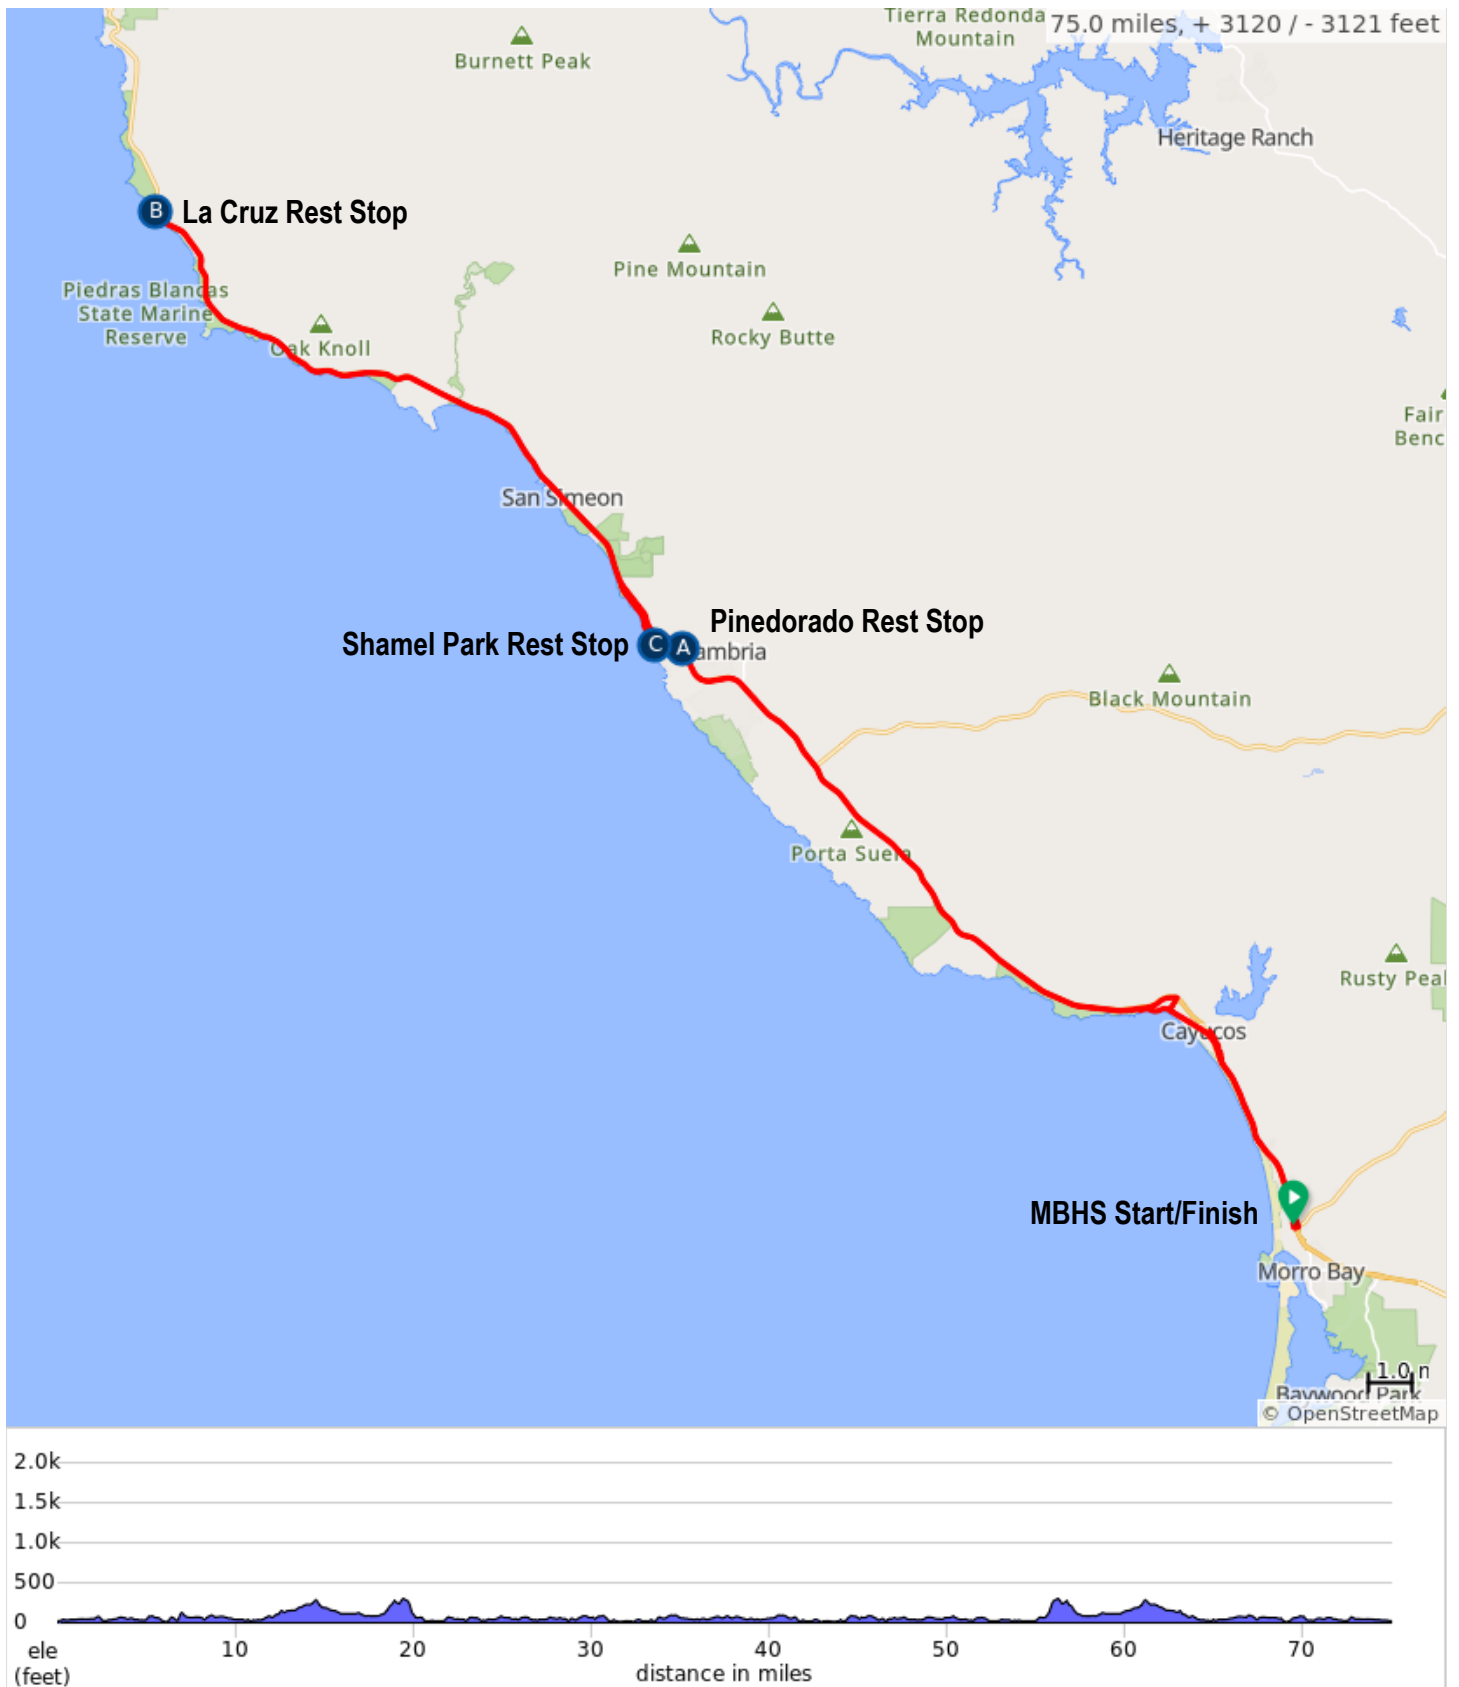 Tierra Redonda
Mountain
75.0 miles, + 3120 / - 3121 feet
Burnett Peak
Heritage Ranch
B La Cruz Rest Stop
Pine Mountain
Piedras Blancas
State Marine
Reserve
Rocky Butte
Oak Knoll
Fair
Benc
San Simeon
Pinedorado Rest Stop
Shamel Park Rest Stop C A ambria
Black Mountain
Porta Suela
Rusty Peak
Cayucos
MBHS Start/Finish
Morro Bay
1.0 m
Baywood Park
© OpenStreetMap
2.0k
1.5k
1.0k
500
0
ele
(feet)
10 20 30 40 50 60 70
distance in miles